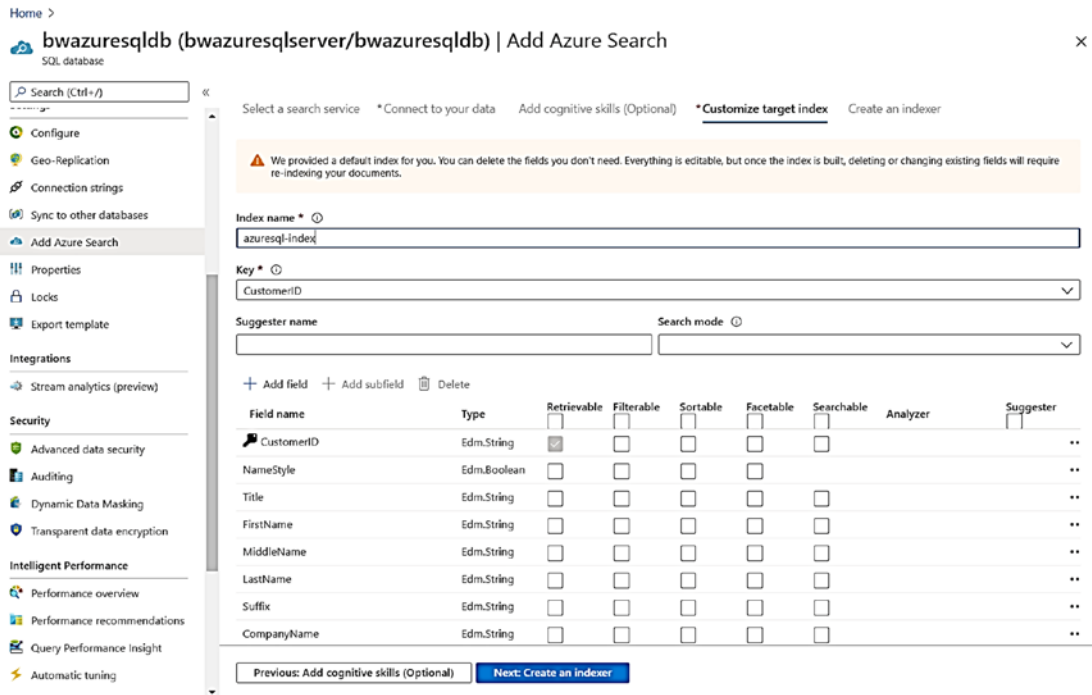 Home >
bwazuresqldb (bwazuresqlserver/bwazuresqldb) | Add Azure Search
SQL database
Search (Ctrl+/)
«
Settings
Configure
Geo-Replication
Connection strings
Sync to other databases
Add Azure Search
Properties
Locks
Export template
Integrations
Stream analytics (preview)
Security
Advanced data security
Auditing
Dynamic Data Masking
Transparent data encryption
Intelligent Performance
Performance overview
Performance recommendations
Query Performance Insight
Automatic tuning
Select a search service * Connect to your data Add cognitive skills (Optional) * Customize target index Create an indexer
We provided a default index for you. You can delete the fields you don't need. Everything is editable, but once the index is built, deleting or changing existing fields will require
re-indexing your documents.
Index name *
azuresql-index
Key *
CustomerID
Suggester name Search mode
+ Add field + Add subfield Delete
Field name Type Retrievable Filterable Sortable Facetable Searchable Analyzer Suggester
CustomerID Edm.String
NameStyle Edm.Boolean
Title Edm.String
FirstName Edm.String
MiddleName Edm.String
LastName Edm.String
Suffix Edm.String
CompanyName Edm.String
Previous: Add cognitive skills (Optional) Next: Create an indexer